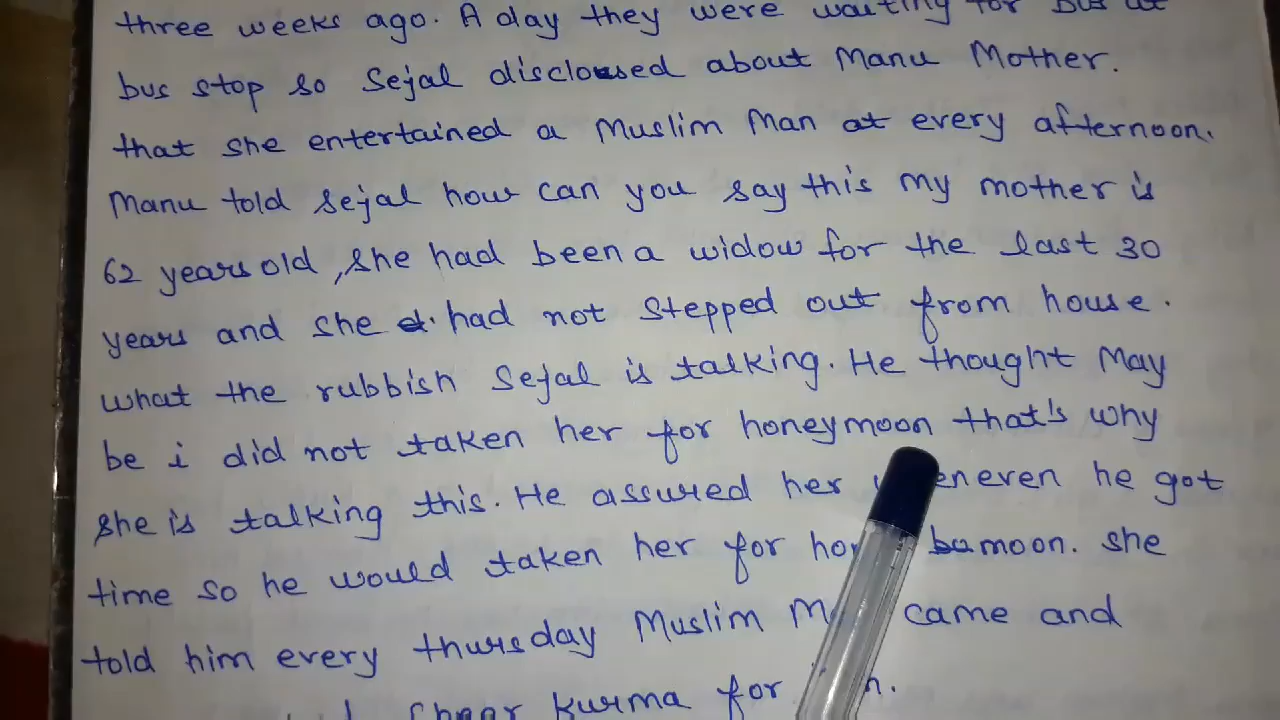 three weeks ago. A day they were waiting for bus at
bus stop so Sejal disclosed about Manu Mother.
that she entertained a Muslim Man at every afternoon.
Manu told Sejal how can you say this my mother is
62 years old, she had been a widow for the last 30
years and she had not stepped out from house.
what the rubbish Sejal is talking. He thought May
be i did not taken her for honeymoon that's why
she is talking this. He assured her he got
time so he would taken her for moon. she
told him every thursday Muslim came and
kurma for